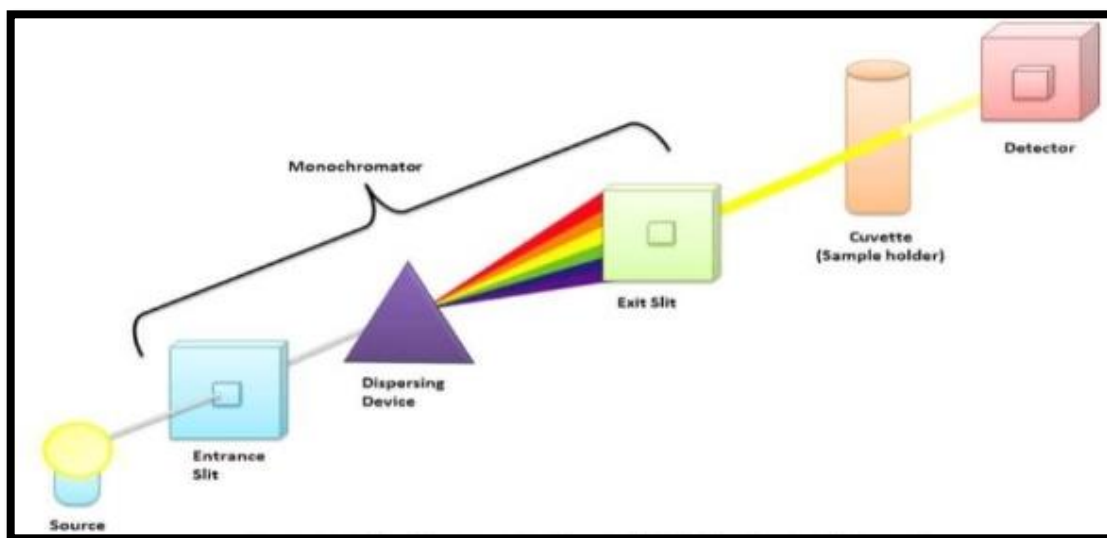 Monochromator
Detector
Cuvette
(Sample holder)
Exit Slit
Dispersing
Device
Entrance
Slit
Source